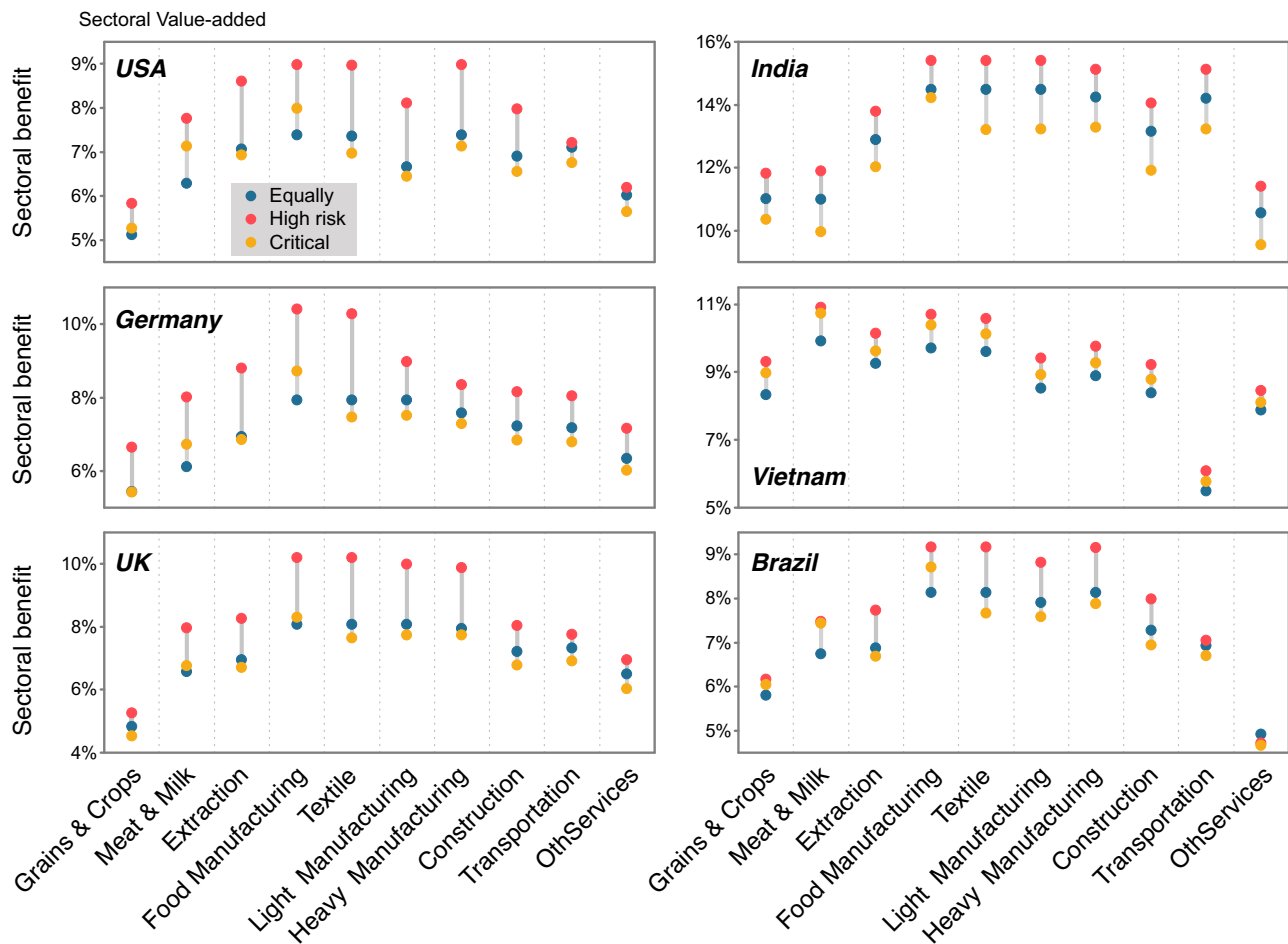 Sectoral Value-added
Sectoral benefit
9%
8%
7%
6%
5%
USA
Equally
High risk
Critical
16%
14%
12%
10%
India
Sectoral benefit
10%
8%
6%
Germany
11%
9%
7%
5%
Vietnam
Sectoral benefit
10%
8%
6%
4%
UK
9%
8%
7%
6%
5%
Brazil
Grains & Crops
Meat & Milk
Extraction
Food Manufacturing
Textile
Light Manufacturing
Heavy Manufacturing
Construction
Transportation
OthServices
Grains & Crops
Meat & Milk
Extraction
Food Manufacturing
Textile
Light Manufacturing
Heavy Manufacturing
Construction
Transportation
OthServices